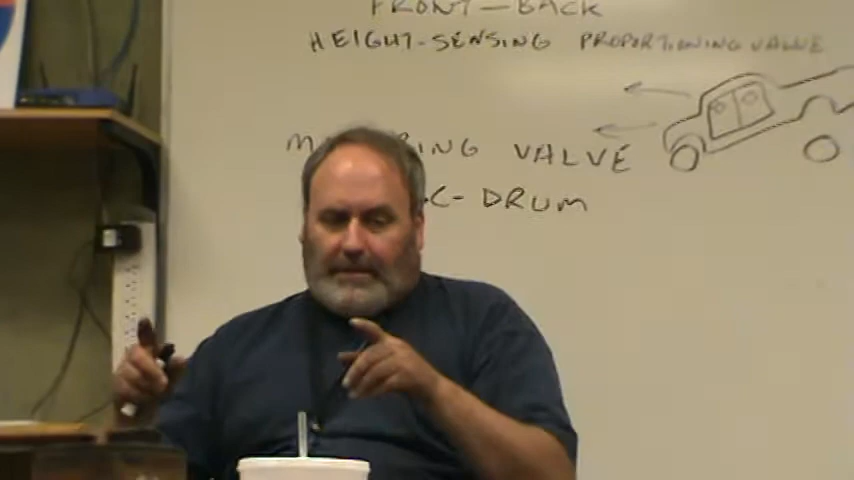 FRONT-BACK
HEIGHT-SENSING PROPORTIONING VALVE
VALVE
DRUM